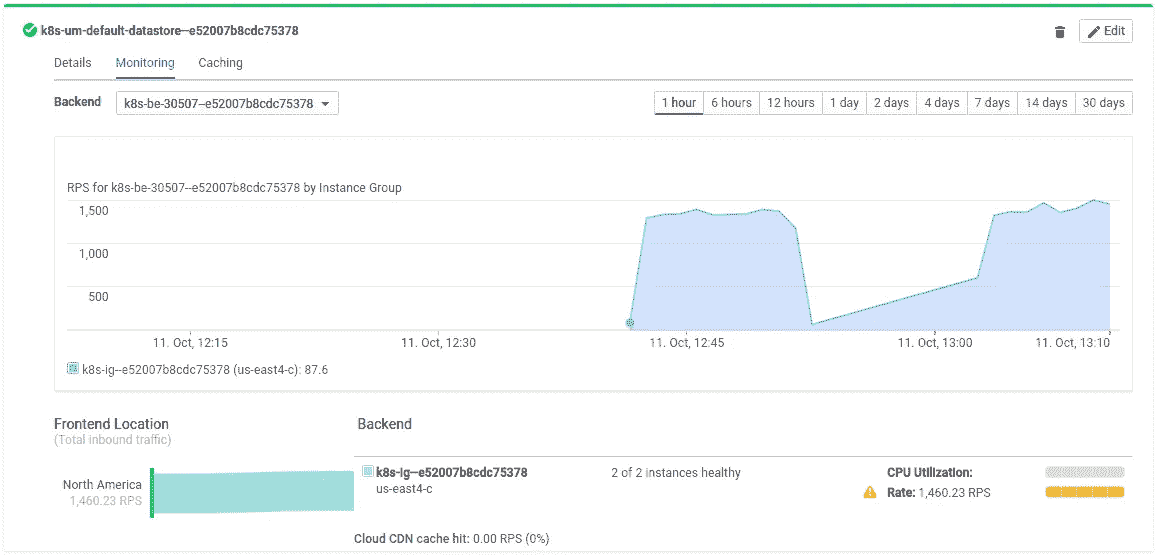 k8s-um-default-datastore--e52007b8cdc75378
Edit
Details Monitoring Caching
Backend k8s-be-30507--e52007b8cdc75378 1 hour 6 hours 12 hours 1 day 2 days 4 days 7 days 14 days 30 days
RPS for k8s-be-30507--e52007b8cdc75378 by Instance Group
1,500
1,000
500
11. Oct, 12:15 11. Oct, 12:30 11. Oct, 12:45 11. Oct, 13:00 11. Oct, 13:10
k8s-ig--e52007b8cdc75378 (us-east4-c): 87.6
Frontend Location
(Total inbound traffic)
North America
1,460.23 RPS
Backend
k8s-ig--e52007b8cdc75378 2 of 2 instances healthy CPU Utilization:
us-east4-c Rate: 1,460.23 RPS
Cloud CDN cache hit: 0.00 RPS (0%)